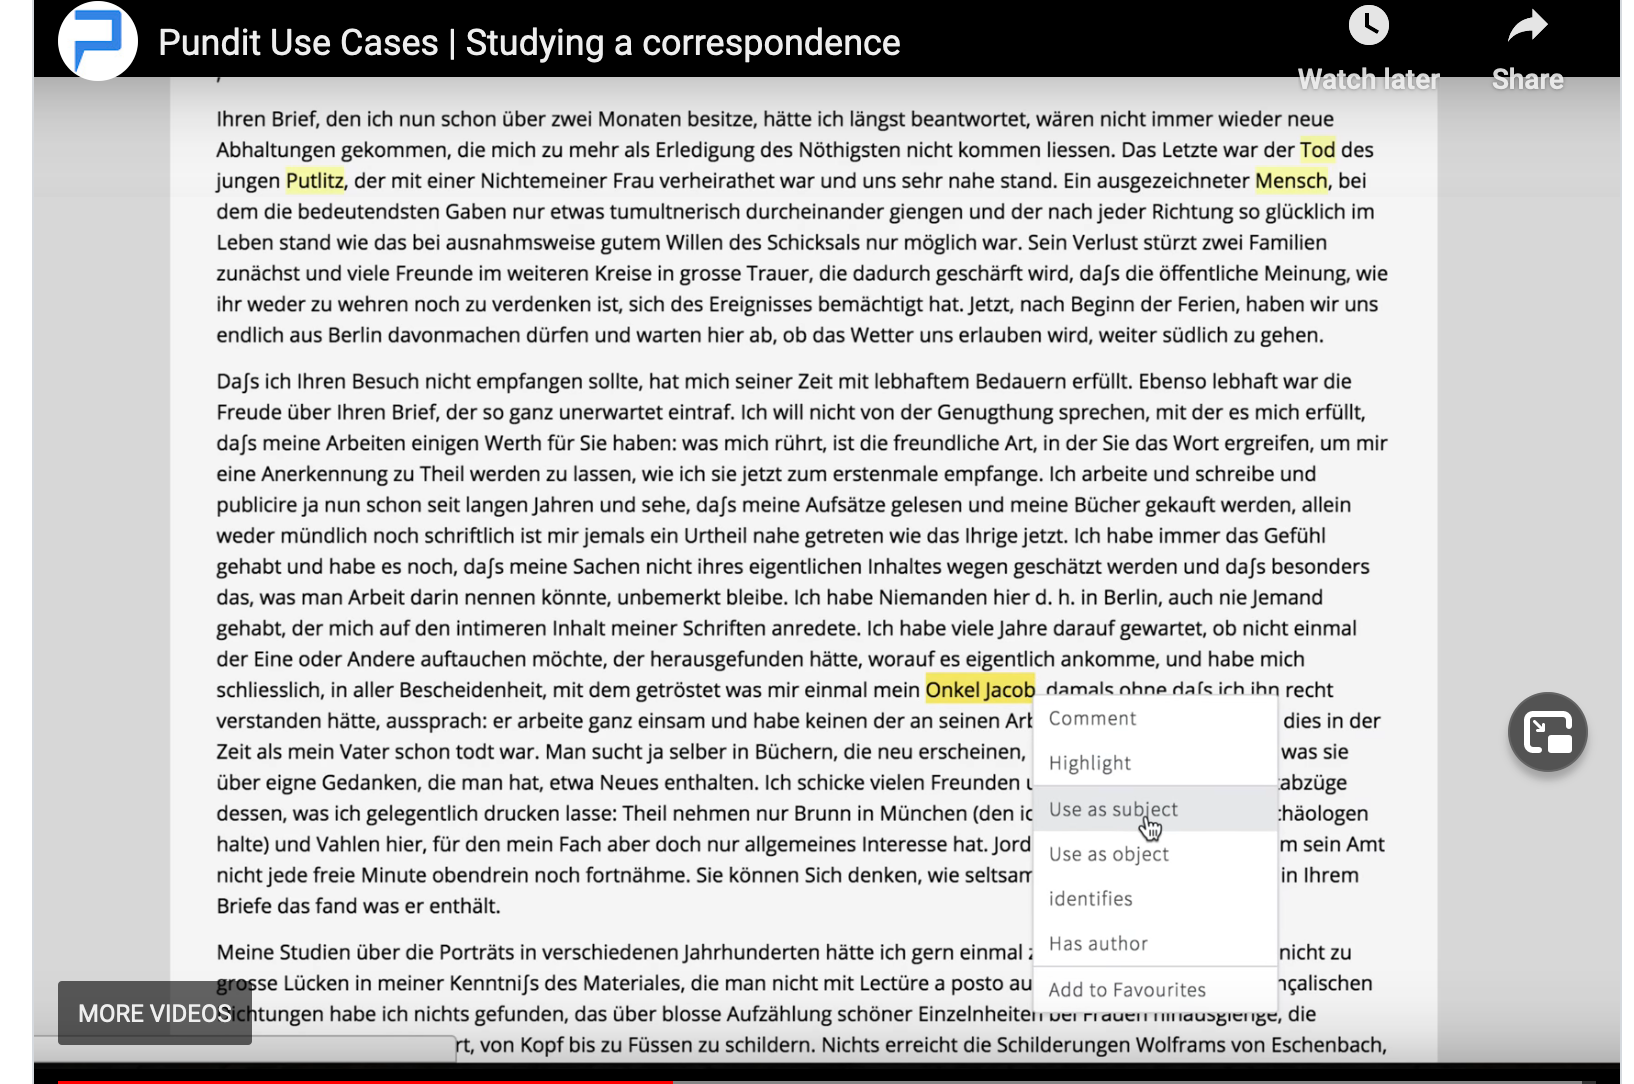 Pundit Use Cases | Studying a correspondence
Watch later
Share
Ihren Brief, den ich nun schon über zwei Monaten besitze, hätte ich längst beantwortet, wären nicht immer wieder neue
Abhaltungen gekommen, die mich zu mehr als Erledigung des Nöthigsten nicht kommen liessen. Das Letzte war der Tod des
jungen Putlitz, der mit einer Nichtemeiner Frau verheirathet war und uns sehr nahe stand. Ein ausgezeichneter Mensch, bei
dem die bedeutendsten Gaben nur etwas tumultnerisch durcheinander giengen und der nach jeder Richtung so glücklich im
Leben stand wie das bei ausnahmsweise gutem Willen des Schicksals nur möglich war. Sein Verlust stürzt zwei Familien
zunächst und viele Freunde im weiteren Kreise in grosse Trauer, die dadurch geschärft wird, daſs die öffentliche Meinung, wie
ihr weder zu wehren noch zu verdenken ist, sich des Ereignisses bemächtigt hat. Jetzt, nach Beginn der Ferien, haben wir uns
endlich aus Berlin davonmachen dürfen und warten hier ab, ob das Wetter uns erlauben wird, weiter südlich zu gehen.
Daſs ich Ihren Besuch nicht empfangen sollte, hat mich seiner Zeit mit lebhaftem Bedauern erfüllt. Ebenso lebhaft war die
Freude über Ihren Brief, der so ganz unerwartet eintraf. Ich will nicht von der Genugthung sprechen, mit der es mich erfüllt,
daſs meine Arbeiten einigen Werth für Sie haben: was mich rührt, ist die freundliche Art, in der Sie das Wort ergreifen, um mir
eine Anerkennung zu Theil werden zu lassen, wie ich sie jetzt zum erstenmale empfange. Ich arbeite und schreibe und
publicire ja nun schon seit langen Jahren und sehe, daſs meine Aufsätze gelesen und meine Bücher gekauft werden, allein
weder mündlich noch schriftlich ist mir jemals ein Urtheil nahe getreten wie das Ihrige jetzt. Ich habe immer das Gefühl
gehabt und habe es noch, daſs meine Sachen nicht ihres eigentlichen Inhaltes wegen geschätzt werden und daſs besonders
das, was man Arbeit darin nennen könnte, unbemerkt bleibe. Ich habe Niemanden hier d. h. in Berlin, auch nie Jemand
gehabt, der mich auf den intimeren Inhalt meiner Schriften anredete. Ich habe viele Jahre darauf gewartet, ob nicht einmal
der Eine oder Andere auftauchen möchte, der herausgefunden hätte, worauf es eigentlich ankomme, und habe mich
schliesslich, in aller Bescheidenheit, mit dem getröstet was mir einmal mein Onkel Jacob, damals ohne daſs ich ihn recht
verstanden hätte, aussprach: er arbeite ganz einsam und habe keinen der an seinen Arb dies in der
Zeit als mein Vater schon todt war. Man sucht ja selber in Büchern, die neu erscheinen, was sie
über eigne Gedanken, die man hat, etwa Neues enthalten. Ich schicke vielen Freunden abzüge
dessen, was ich gelegentlich drucken lasse: Theil nehmen nur Brunn in München (den ic chäologen
halte) und Vahlen hier, für den mein Fach aber doch nur allgemeines Interesse hat. Jord m sein Amt
nicht jede freie Minute obendrein noch fortnähme. Sie können Sich denken, wie seltsam in Ihrem
Briefe das fand was er enthält.
Meine Studien über die Porträts in verschiedenen Jahrhunderten hätte ich gern einmal nicht zu
grosse Lücken in meiner Kenntniſs des Materiales, die man nicht mit Lectüre a posto au nçalischen
ichtungen habe ich nichts gefunden, das über blosse Aufzählung schöner Einzelnheiten bei Frauen hinausgienge, die
rt, von Kopf bis zu Füssen zu schildern. Nichts erreicht die Schilderungen Wolframs von Eschenbach,
Comment
Highlight
Use as subject
Use as object
identifies
Has author
Add to Favourites
MORE VIDEOS